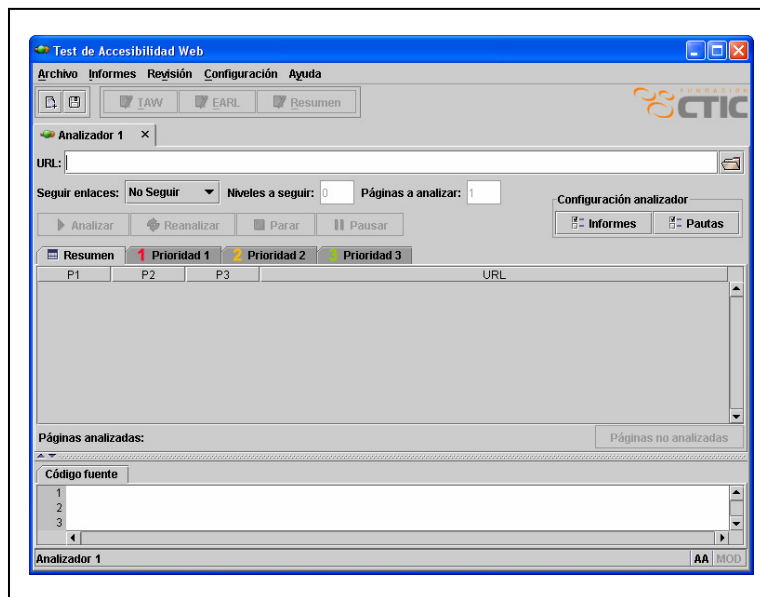 Test de Accesibilidad Web
Archivo Informes Revisión Configuración Ayuda
TAW EARL Resumen
FUNDACIÓN
CTIC
Analizador 1 ×
URL:
Seguir enlaces: No Seguir Niveles a seguir: 0 Páginas a analizar: 1
Configuración analizador
Analizar Reanalizar Parar Pausar Informes Pautas
Resumen 1 Prioridad 1 2 Prioridad 2 3 Prioridad 3
P1 P2 P3 URL
Páginas analizadas: Páginas no analizadas
Código fuente
1
2
3
Analizador 1 AA MOD